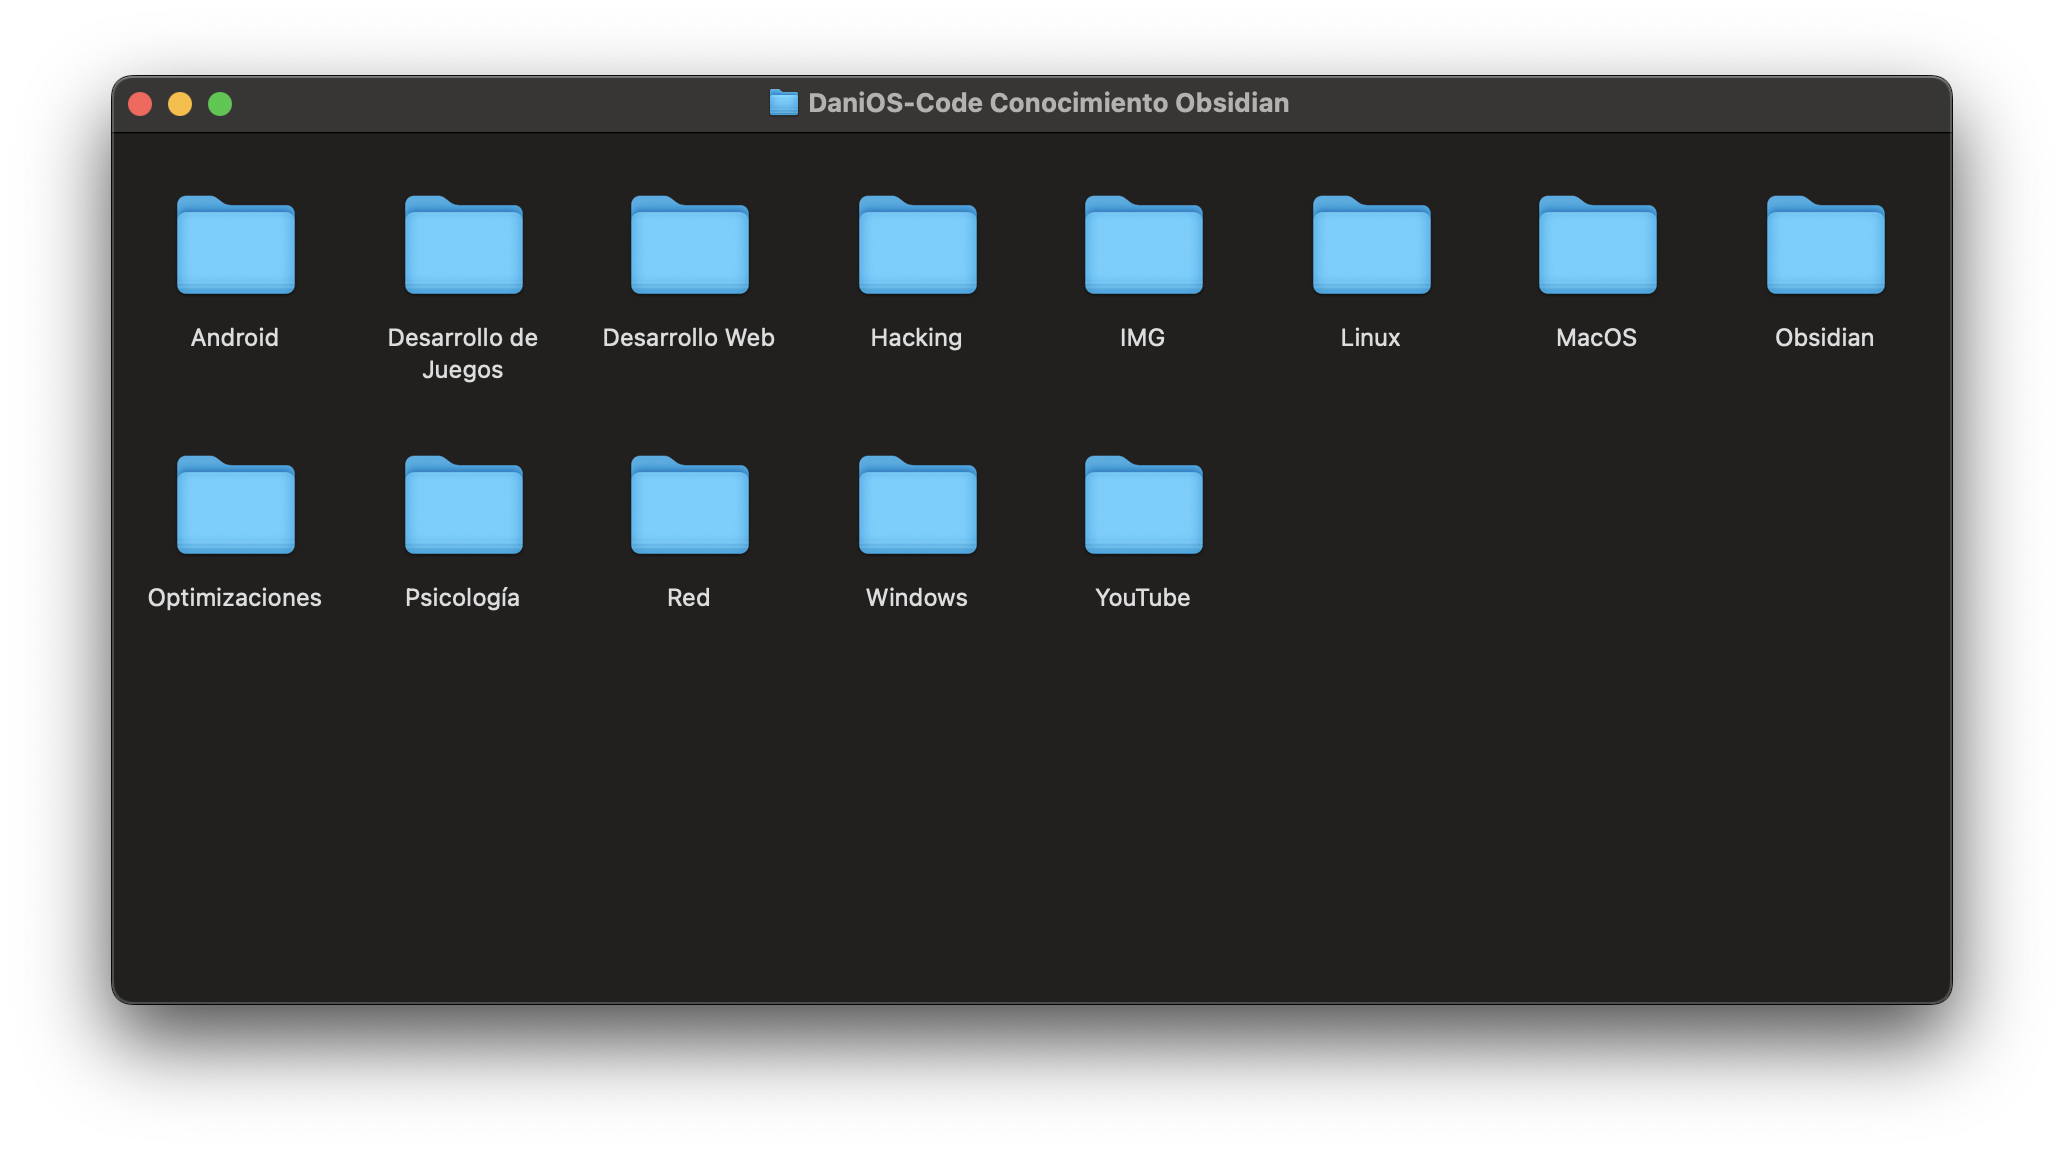 DaniOS-Code Conocimiento Obsidian
Android
Desarrollo de
Juegos
Desarrollo Web
Hacking
IMG
Linux
MacOS
Obsidian
Optimizaciones
Psicología
Red
Windows
YouTube